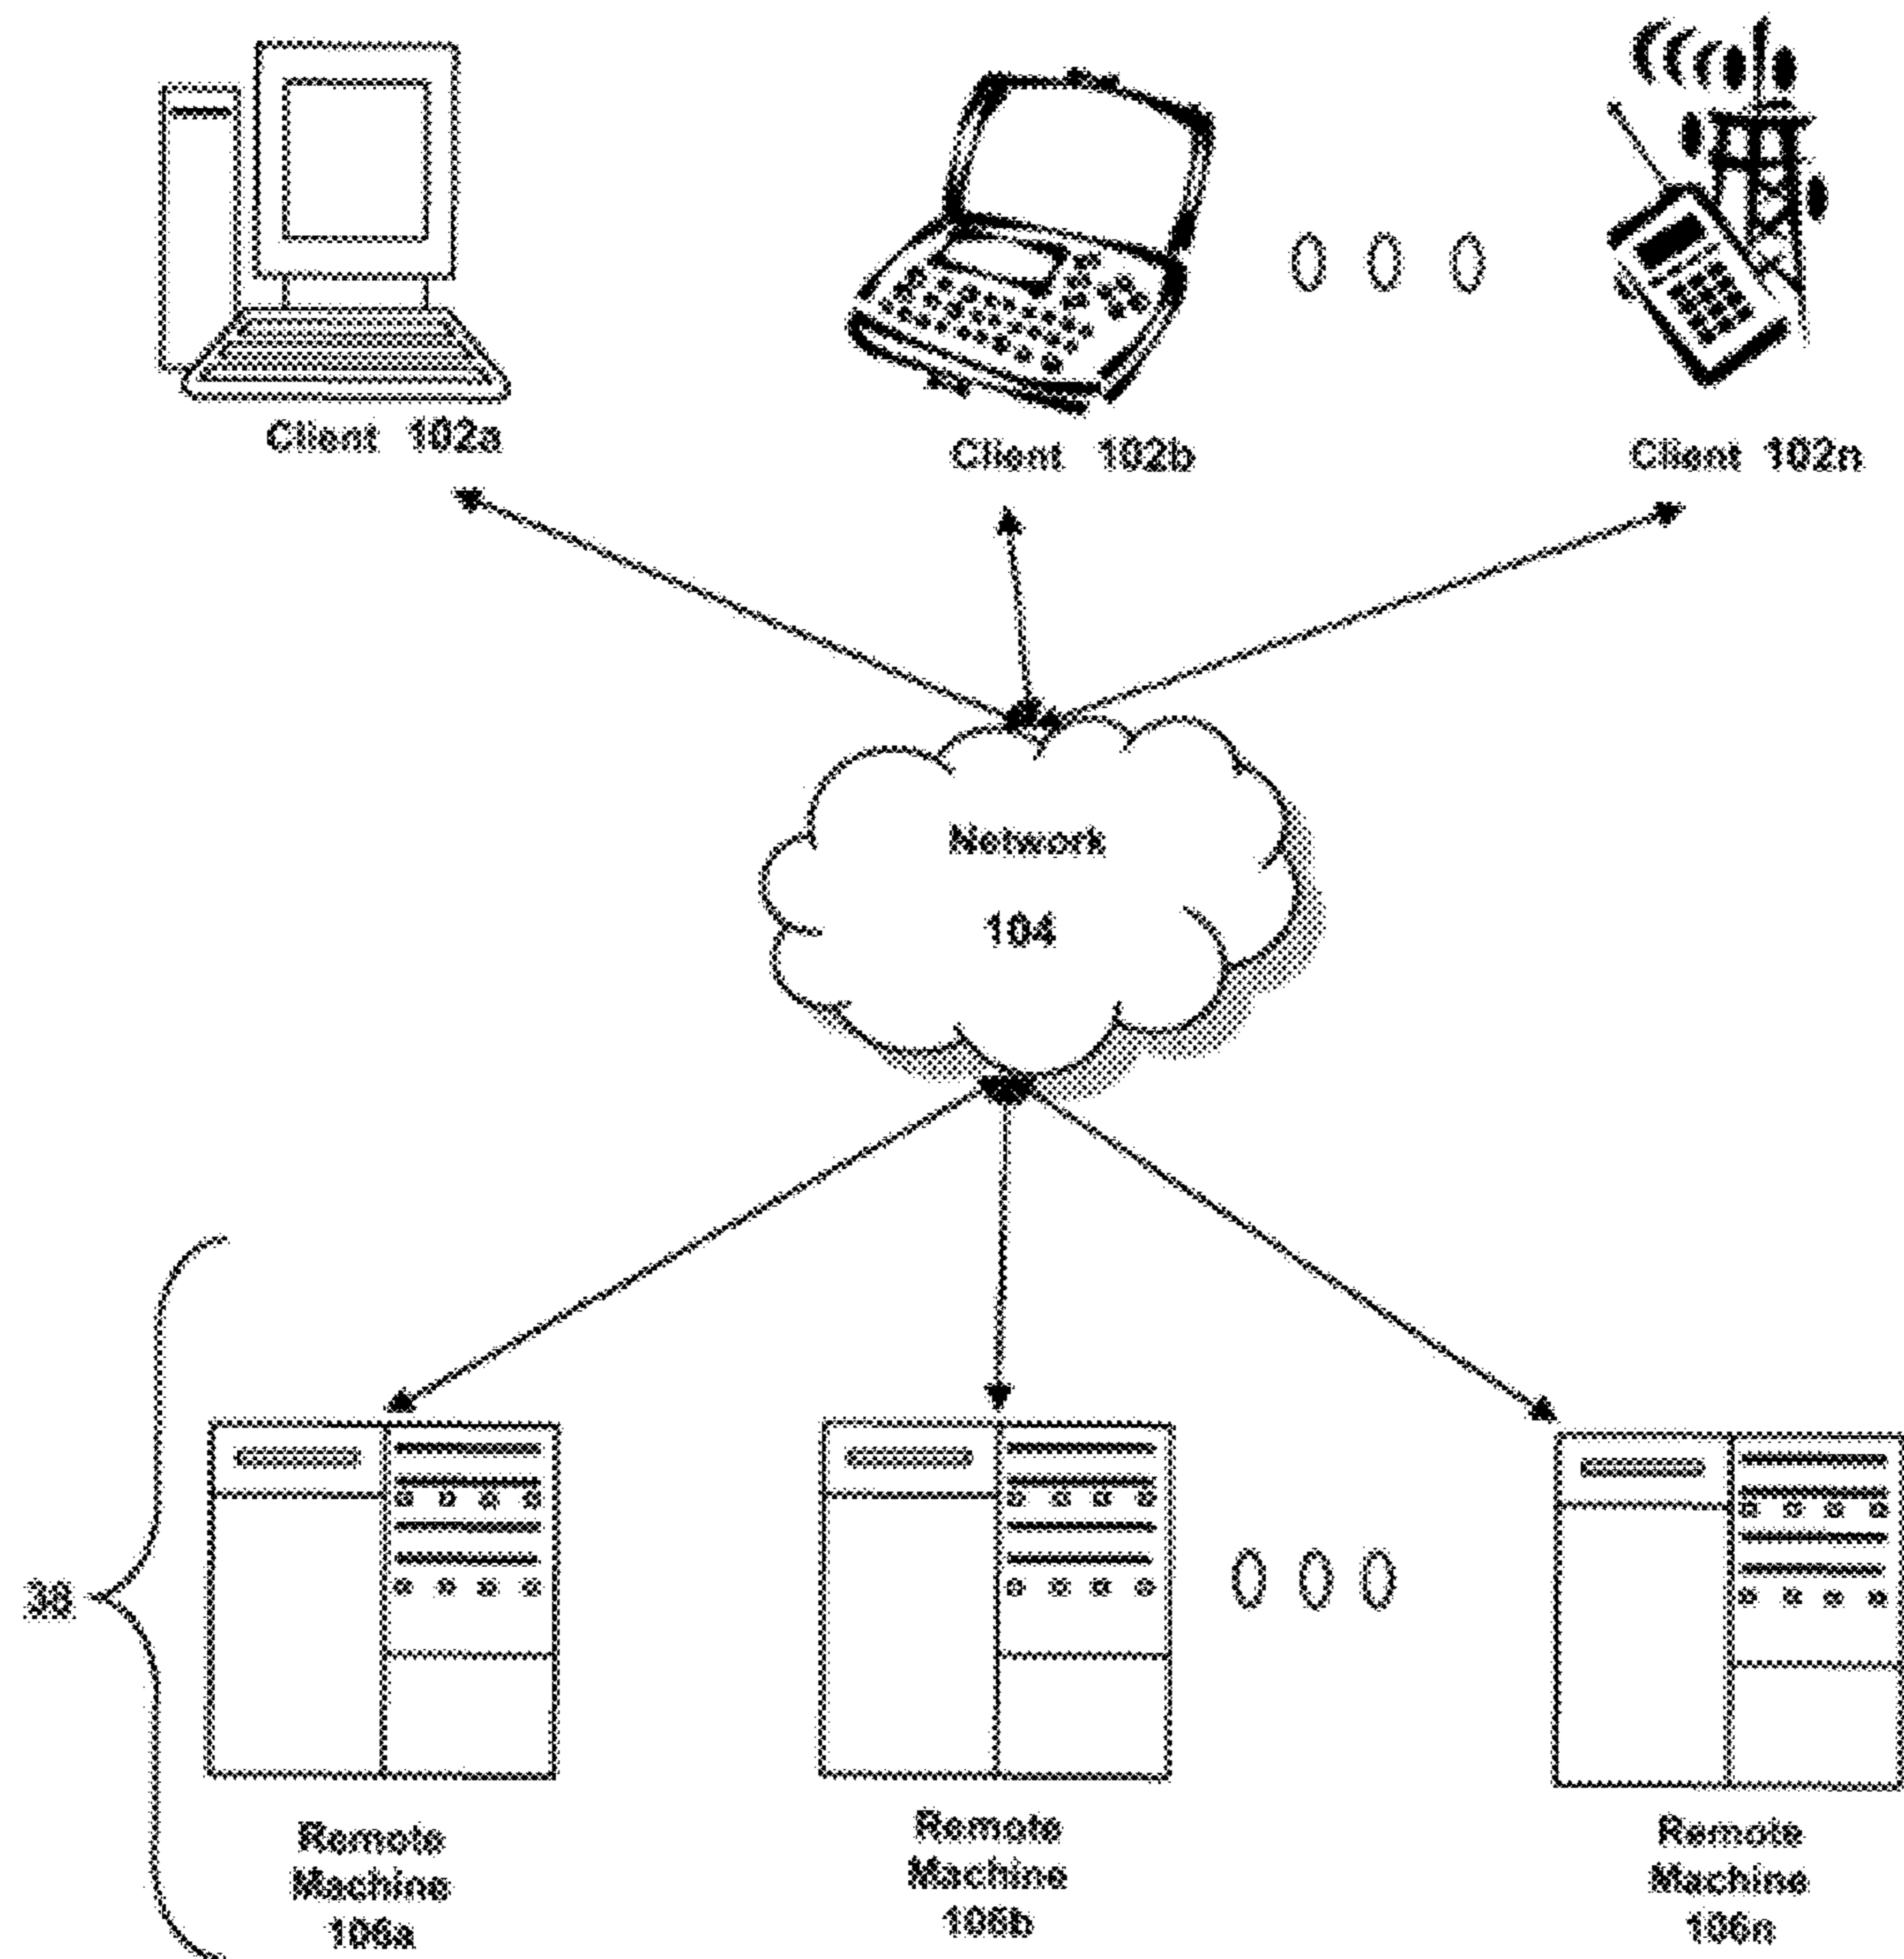 Client 102a
Client 102b
Client 102n
Network
104
38
Remote
Machine
106a
Remote
Machine
106b
Remote
Machine
106n